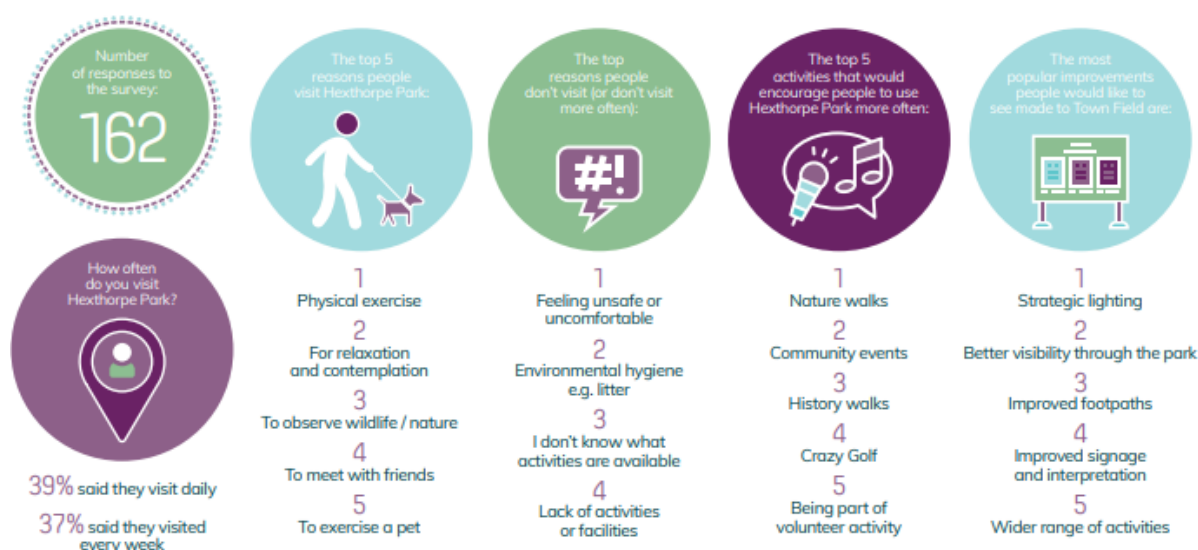 Number
of responses to
the survey:
162
How often
do you visit
Hexthorpe Park?
39% said they visit daily
37% said they visited
every week
The top 5
reasons people
visit Hexthorpe Park:
1
Physical exercise
2
For relaxation
and contemplation
3
To observe wildlife / nature
4
To meet with friends
5
To exercise a pet
The top
reasons people
don't visit (or don't visit
more often):
#!
1
Feeling unsafe or
uncomfortable
2
Environmental hygiene
e.g. litter
3
I don't know what
activities are available
4
Lack of activities
or facilities
The top 5
activities that would
encourage people to use
Hexthorpe Park more often:
1
Nature walks
2
Community events
3
History walks
4
Crazy Golf
5
Being part of
volunteer activity
The most
popular improvements
people would like to
see made to Town Field are:
1
Strategic lighting
2
Better visibility through the park
3
Improved footpaths
4
Improved signage
and interpretation
5
Wider range of activities